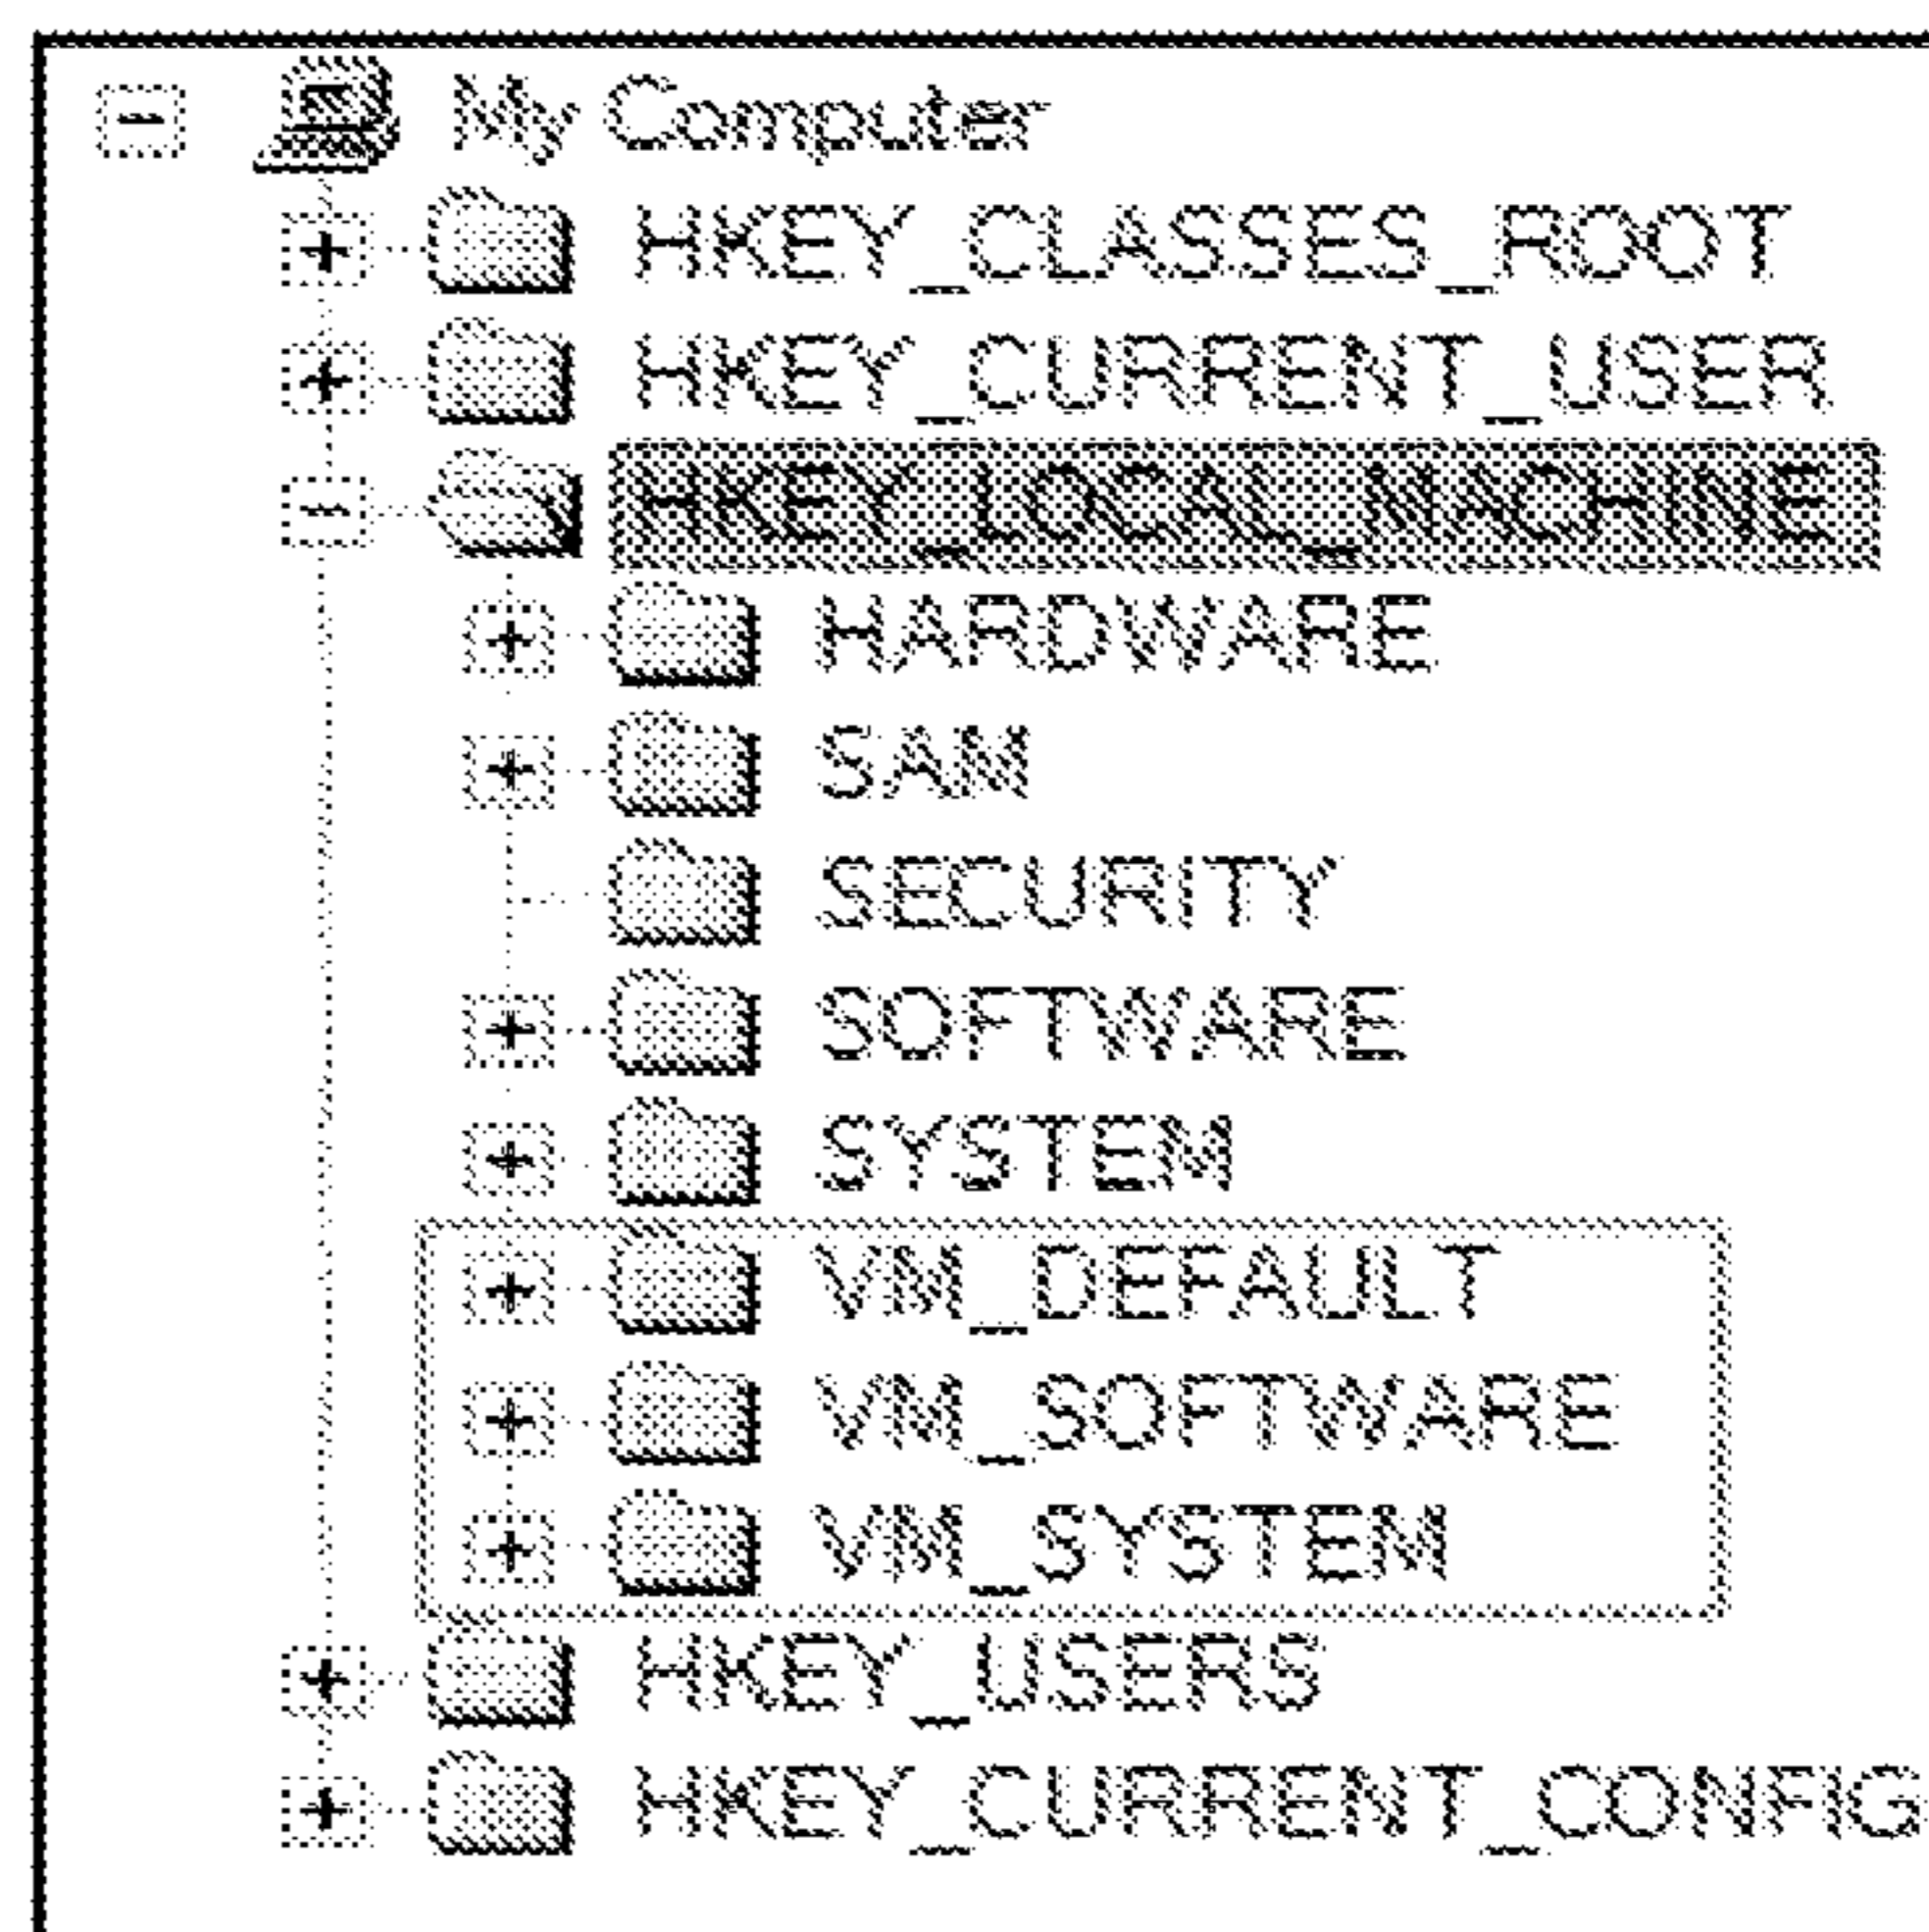 My Computer
HKEY_CLASSES_ROOT
HKEY_CURRENT_USER
HKEY_LOCAL_MACHINE
HARDWARE
SAM
SECURITY
SOFTWARE
SYSTEM
VM_DEFAULT
VM_SOFTWARE
VM_SYSTEM
HKEY_USERS
HKEY_CURRENT_CONFIG